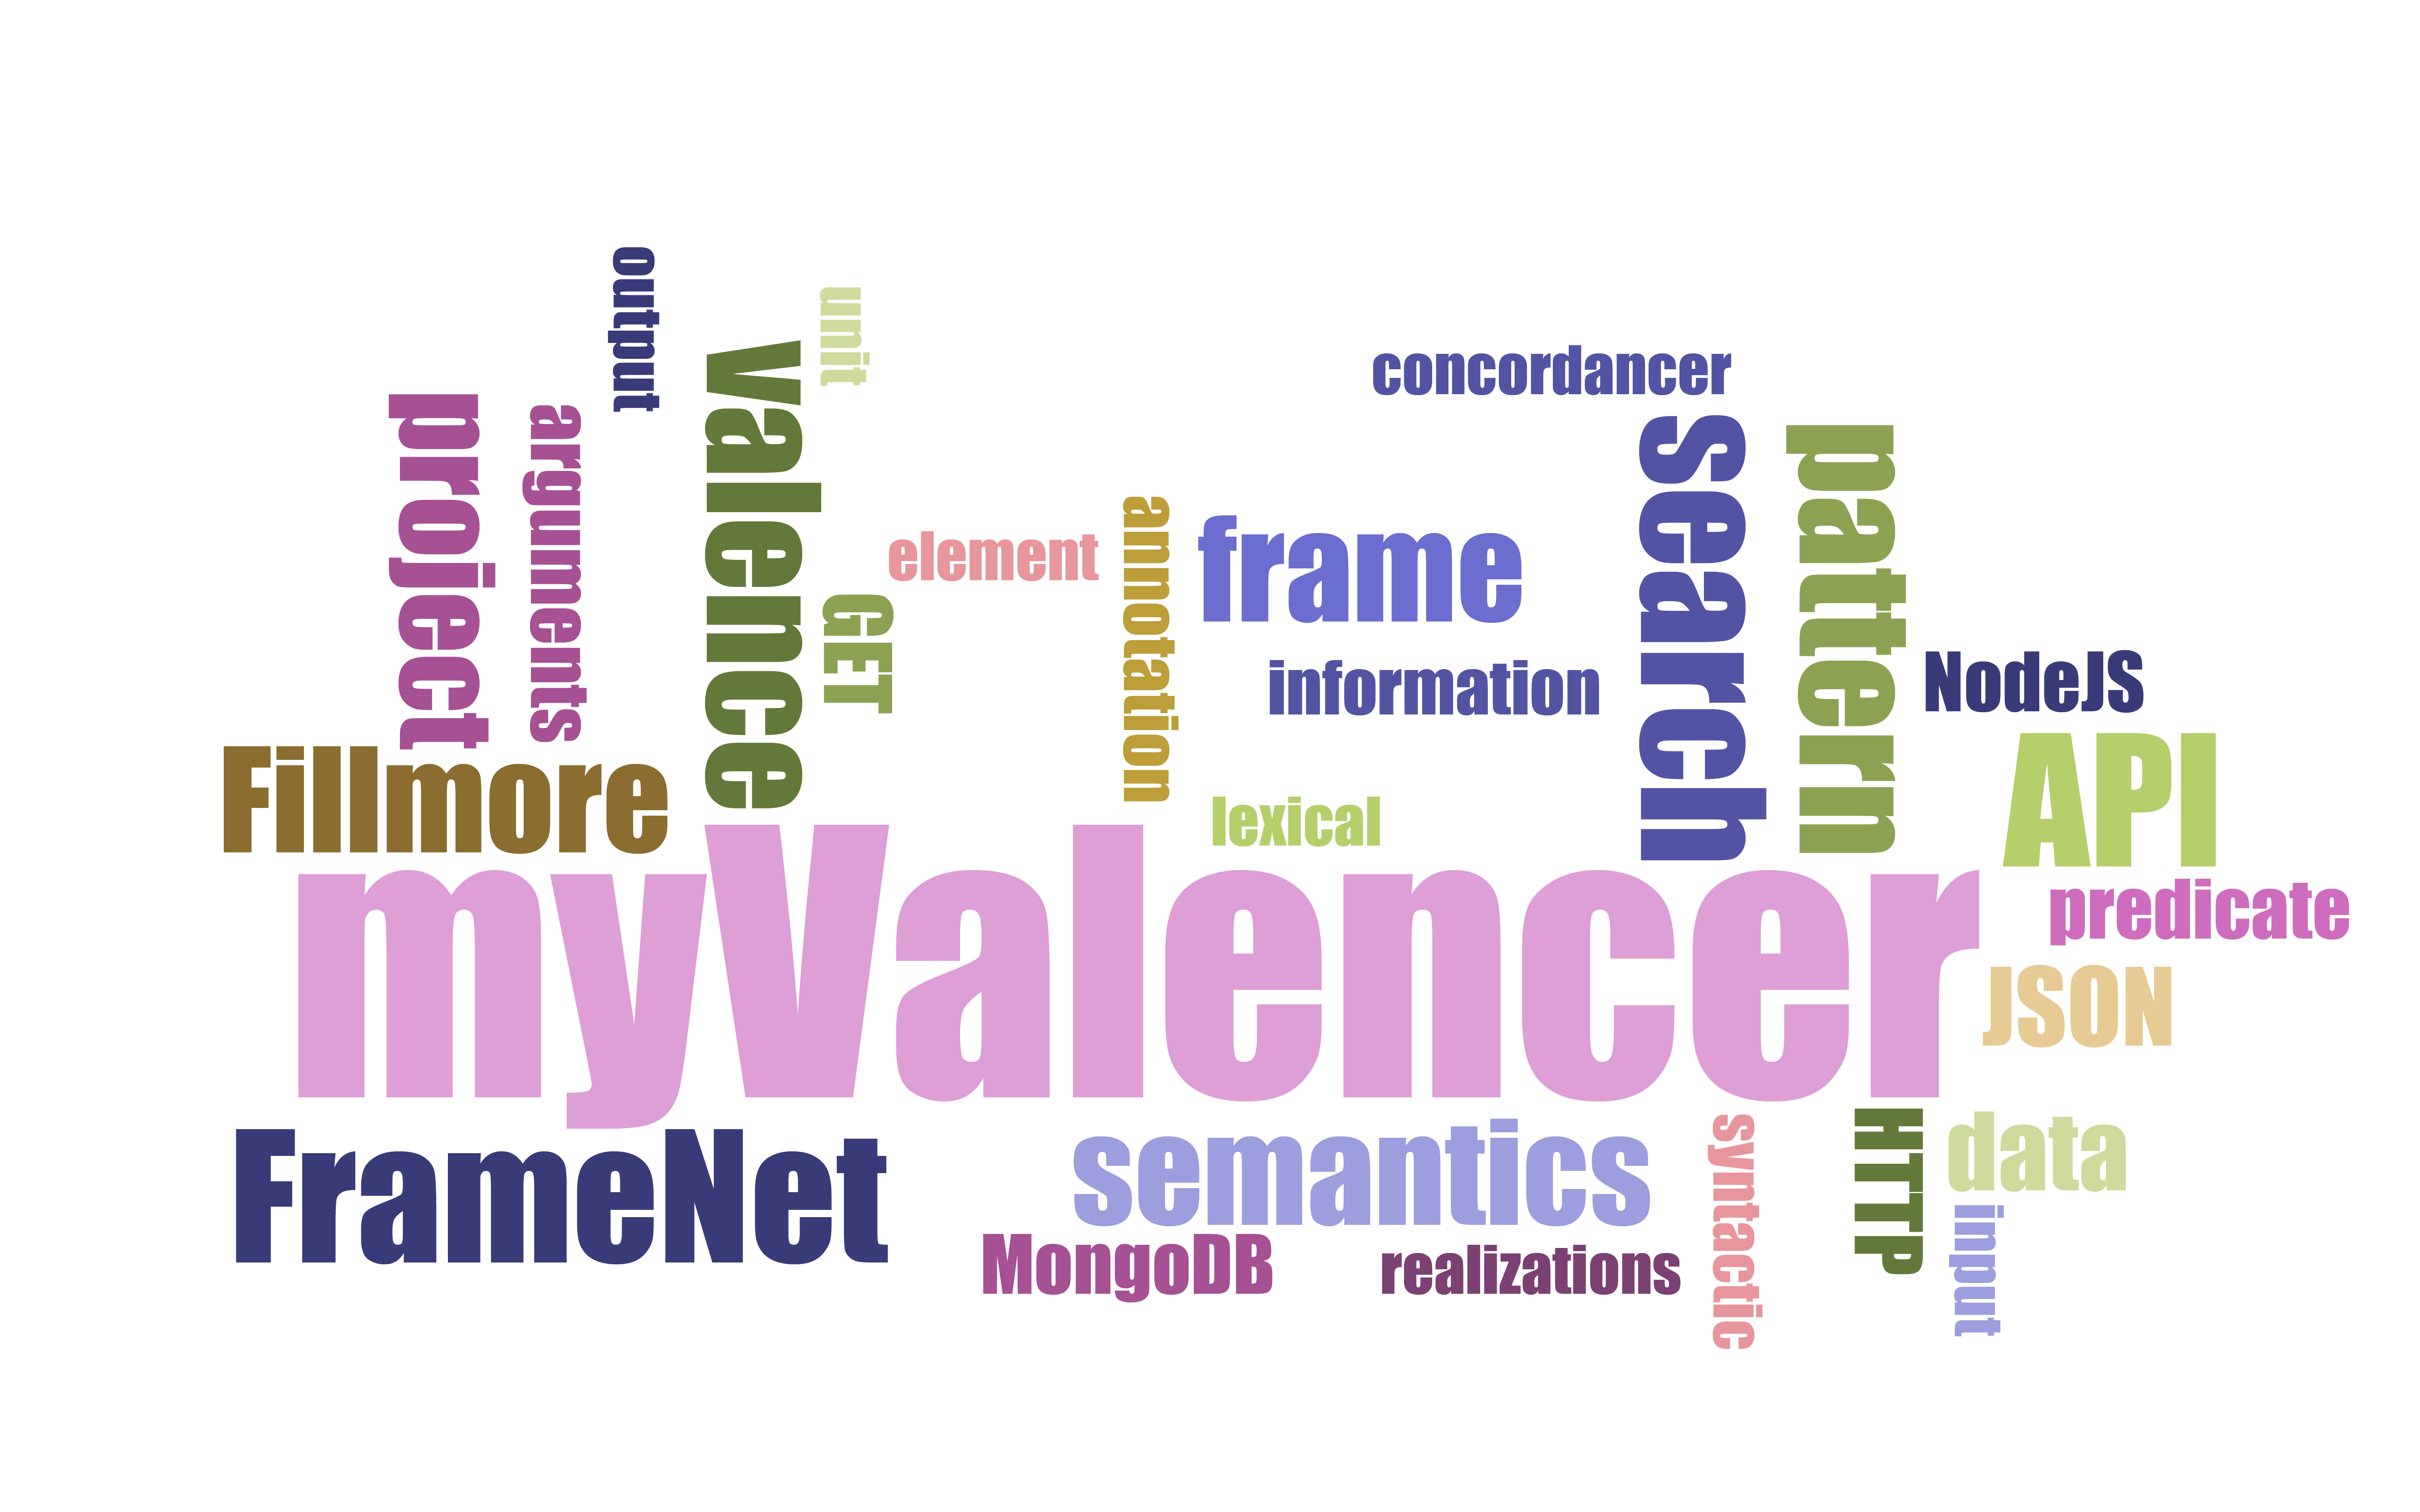 output
unit
valence
concordancer
project
arguments
search
pattern
annotation
frame
element
GET
information
NodeJS
API
Fillmore
lexical
myValencer
predicate
JSON
FrameNet
semantics
syntactic
HTTP
data
input
MongoDB
realizations